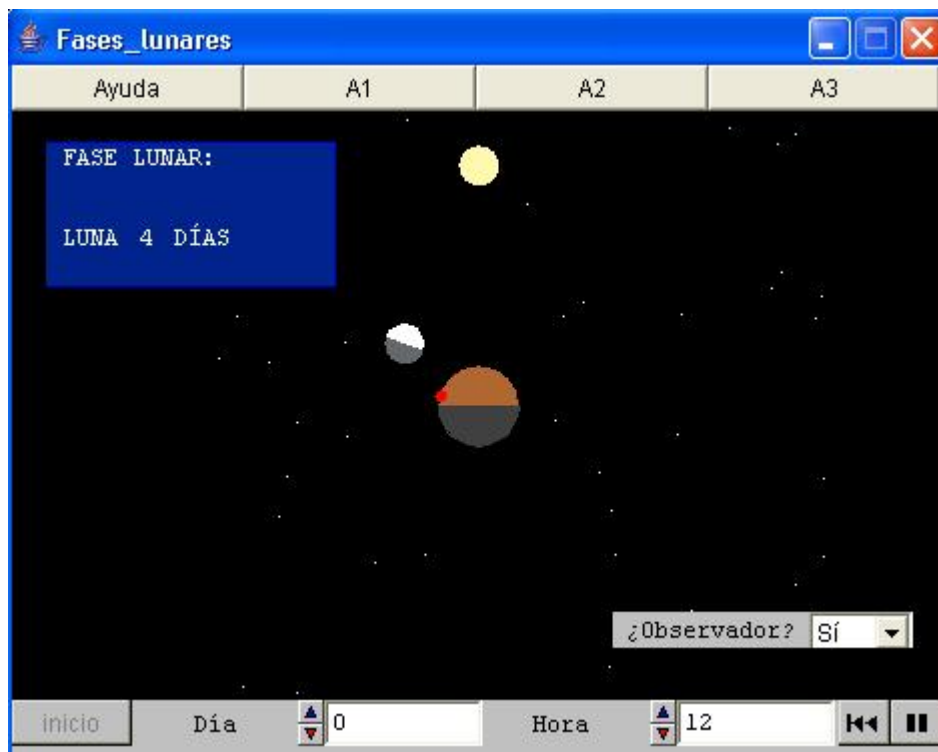 Fases_lunares
Ayuda A1 A2 A3
FASE LUNAR:
LUNA 4 DÍAS
¿Observador? Sí
inicio Día 0 Hora 12